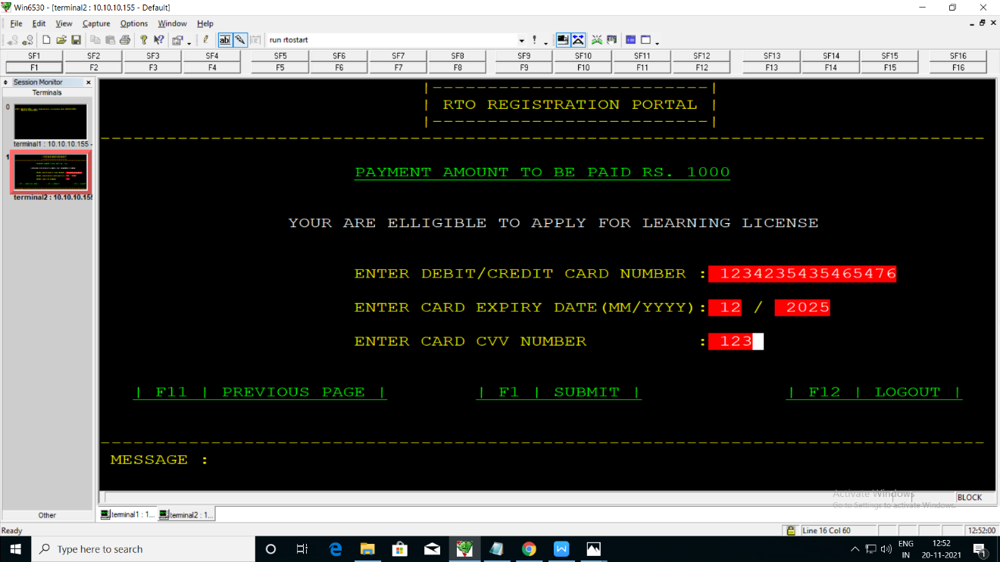 Win6530 - [terminal2 : 10.10.10.155 - Default]
File Edit View Capture Options Window Help
ab run rtostart
SF1 SF2 SF3 SF4 SF5 SF6 SF7 SF8 SF9 SF10 SF11 SF12 SF13 SF14 SF15 SF16
F1 F2 F3 F4 F5 F6 F7 F8 F9 F10 F11 F12 F13 F14 F15 F16
Session Monitor
Terminals
0
terminal1 : 10.10.10.155 -
1
terminal2 : 10.10.10.155
Other
|-------------------------|
| RTO REGISTRATION PORTAL |
|-------------------------|
PAYMENT AMOUNT TO BE PAID RS. 1000
YOUR ARE ELLIGIBLE TO APPLY FOR LEARNING LICENSE
ENTER DEBIT/CREDIT CARD NUMBER : 1234235435465476
ENTER CARD EXPIRY DATE(MM/YYYY): 12 / 2025
ENTER CARD CVV NUMBER : 123
| F11 | PREVIOUS PAGE | | F1 | SUBMIT | | F12 | LOGOUT |
MESSAGE :
Activate Windows
Go to Settings to activate Windows.
BLOCK
terminal1 : 1... terminal2 : 1...
Ready Line 16 Col 60 12:52:00
Type here to search
ENG
IN
12:52
20-11-2021
1